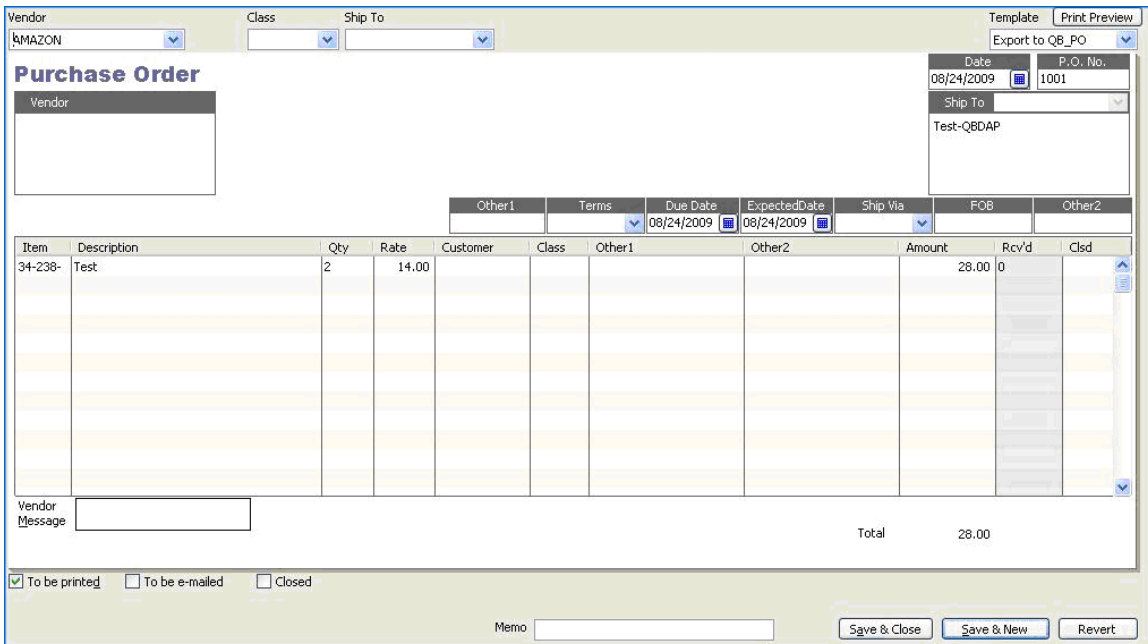 Vendor Class Ship To Template Print Preview
AMAZON Export to QB_PO
Purchase Order
Date P.O. No.
08/24/2009 1001
Vendor
Ship To
Test-QBDAP
Other1 Terms Due Date ExpectedDate Ship Via FOB Other2
08/24/2009 08/24/2009
Item Description Qty Rate Customer Class Other1 Other2 Amount Rcv'd Clsd
34-238- Test 2 14.00 28.00 0
Vendor
Message
Total 28.00
To be printed To be e-mailed Closed
Memo Save & Close Save & New Revert